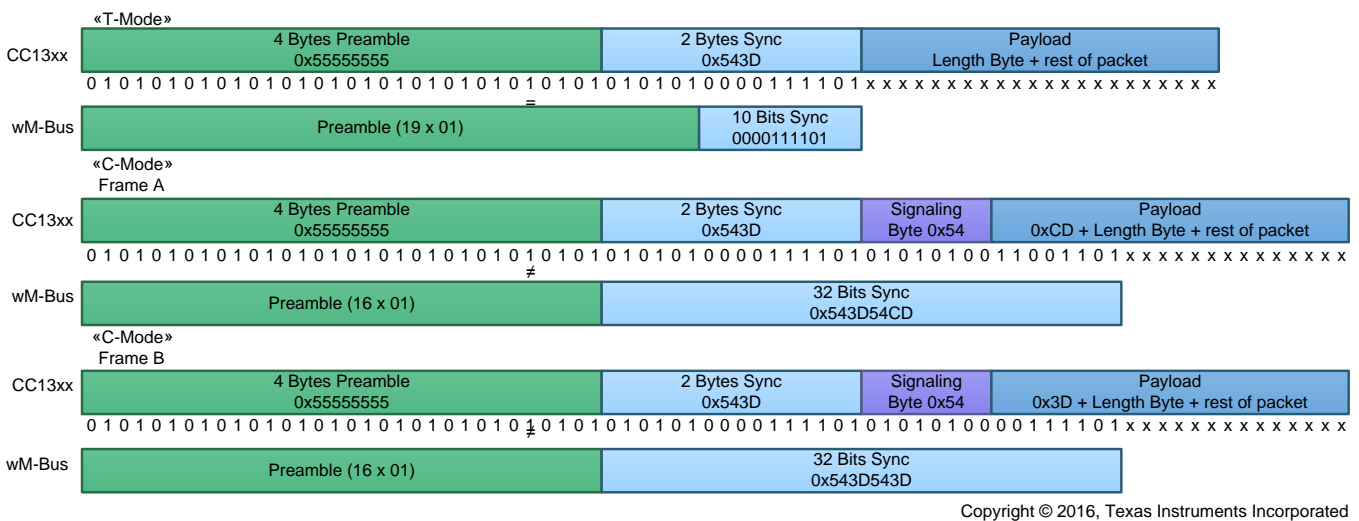 «T-Mode»
CC13xx
4 Bytes Preamble
0x55555555
2 Bytes Sync
0x543D
Payload
Length Byte + rest of packet
0 1 0 1 0 1 0 1 0 1 0 1 0 1 0 1 0 1 0 1 0 1 0 1 0 1 0 1 0 1 0 1 0 1 0 1 0 1 0 0 0 0 1 1 1 1 0 1 x x x x x x x x x x x x x x x x x x x x x x
=
wM-Bus
Preamble (19 x 01)
10 Bits Sync
0000111101
«C-Mode»
Frame A
CC13xx
4 Bytes Preamble
0x55555555
2 Bytes Sync
0x543D
Signaling
Byte 0x54
Payload
0xCD + Length Byte + rest of packet
0 1 0 1 0 1 0 1 0 1 0 1 0 1 0 1 0 1 0 1 0 1 0 1 0 1 0 1 0 1 0 1 0 1 0 1 0 1 0 0 0 0 1 1 1 1 0 1 0 1 0 1 0 1 0 0 1 1 0 0 1 1 0 1 x x x x x x x x x x x x x x
≠
wM-Bus
Preamble (16 x 01)
32 Bits Sync
0x543D54CD
«C-Mode»
Frame B
CC13xx
4 Bytes Preamble
0x55555555
2 Bytes Sync
0x543D
Signaling
Byte 0x54
Payload
0x3D + Length Byte + rest of packet
0 1 0 1 0 1 0 1 0 1 0 1 0 1 0 1 0 1 0 1 0 1 0 1 0 1 0 1 0 1 0 1 0 1 0 1 0 1 0 0 0 0 1 1 1 1 0 1 0 1 0 1 0 1 0 0 0 0 1 1 1 1 0 1 x x x x x x x x x x x x x x
≠
wM-Bus
Preamble (16 x 01)
32 Bits Sync
0x543D543D
Copyright © 2016, Texas Instruments Incorporated